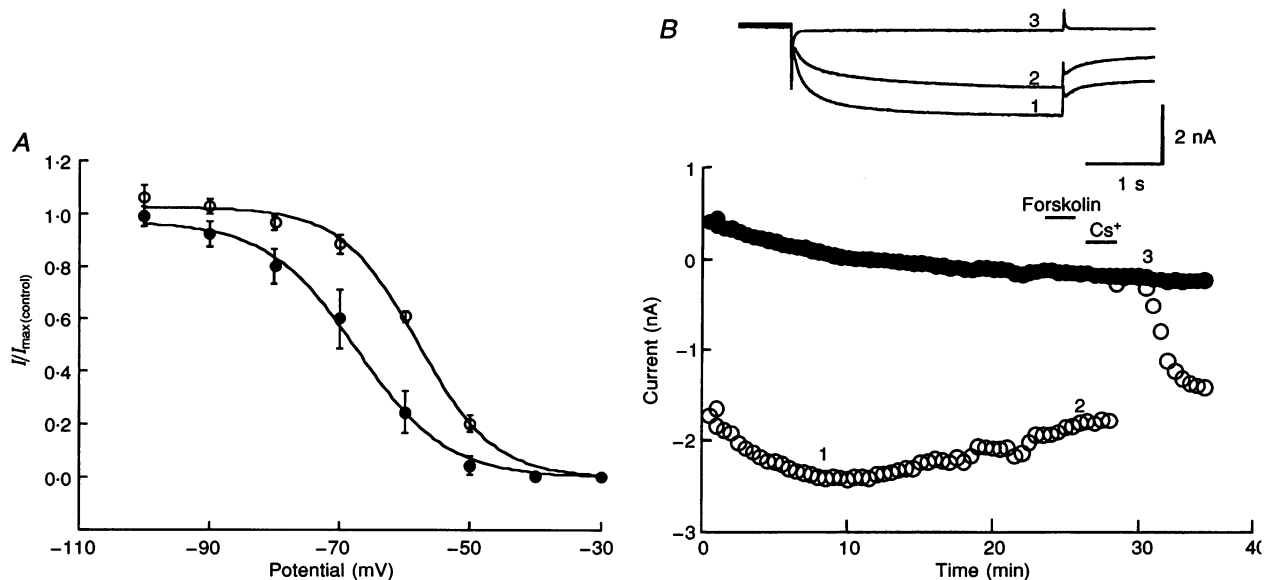 A
I/Imax(control)
1·2
1·0
0·8
0·6
0·4
0·2
0·0
−110
−90
−70
−50
−30
Potential (mV)
B
3
2
1
2 nA
1 s
Forskolin
Cs+
3
2
1
Current (nA)
1
0
−1
−2
−3
0
10
20
30
40
Time (min)